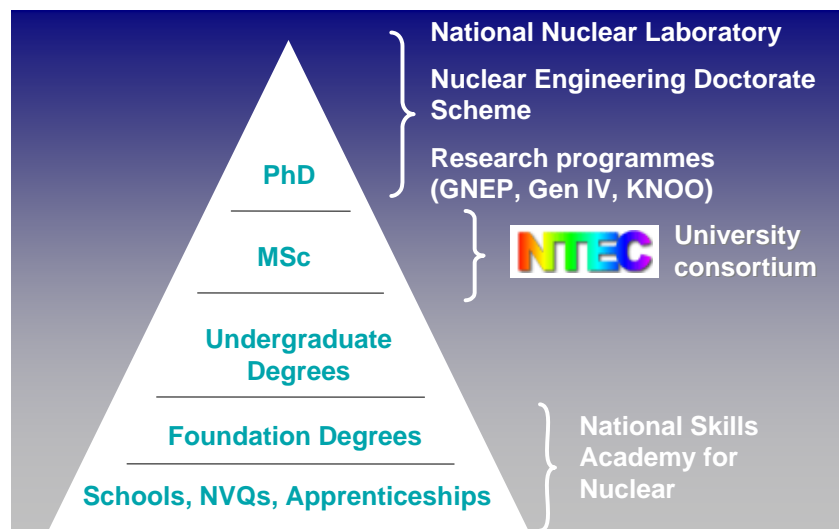 National Nuclear Laboratory
Nuclear Engineering Doctorate
Scheme
Research programmes
(GNEP, Gen IV, KNOO)
PhD
NTEC
University
consortium
MSc
Undergraduate
Degrees
Foundation Degrees
National Skills
Academy for
Nuclear
Schools, NVQs, Apprenticeships